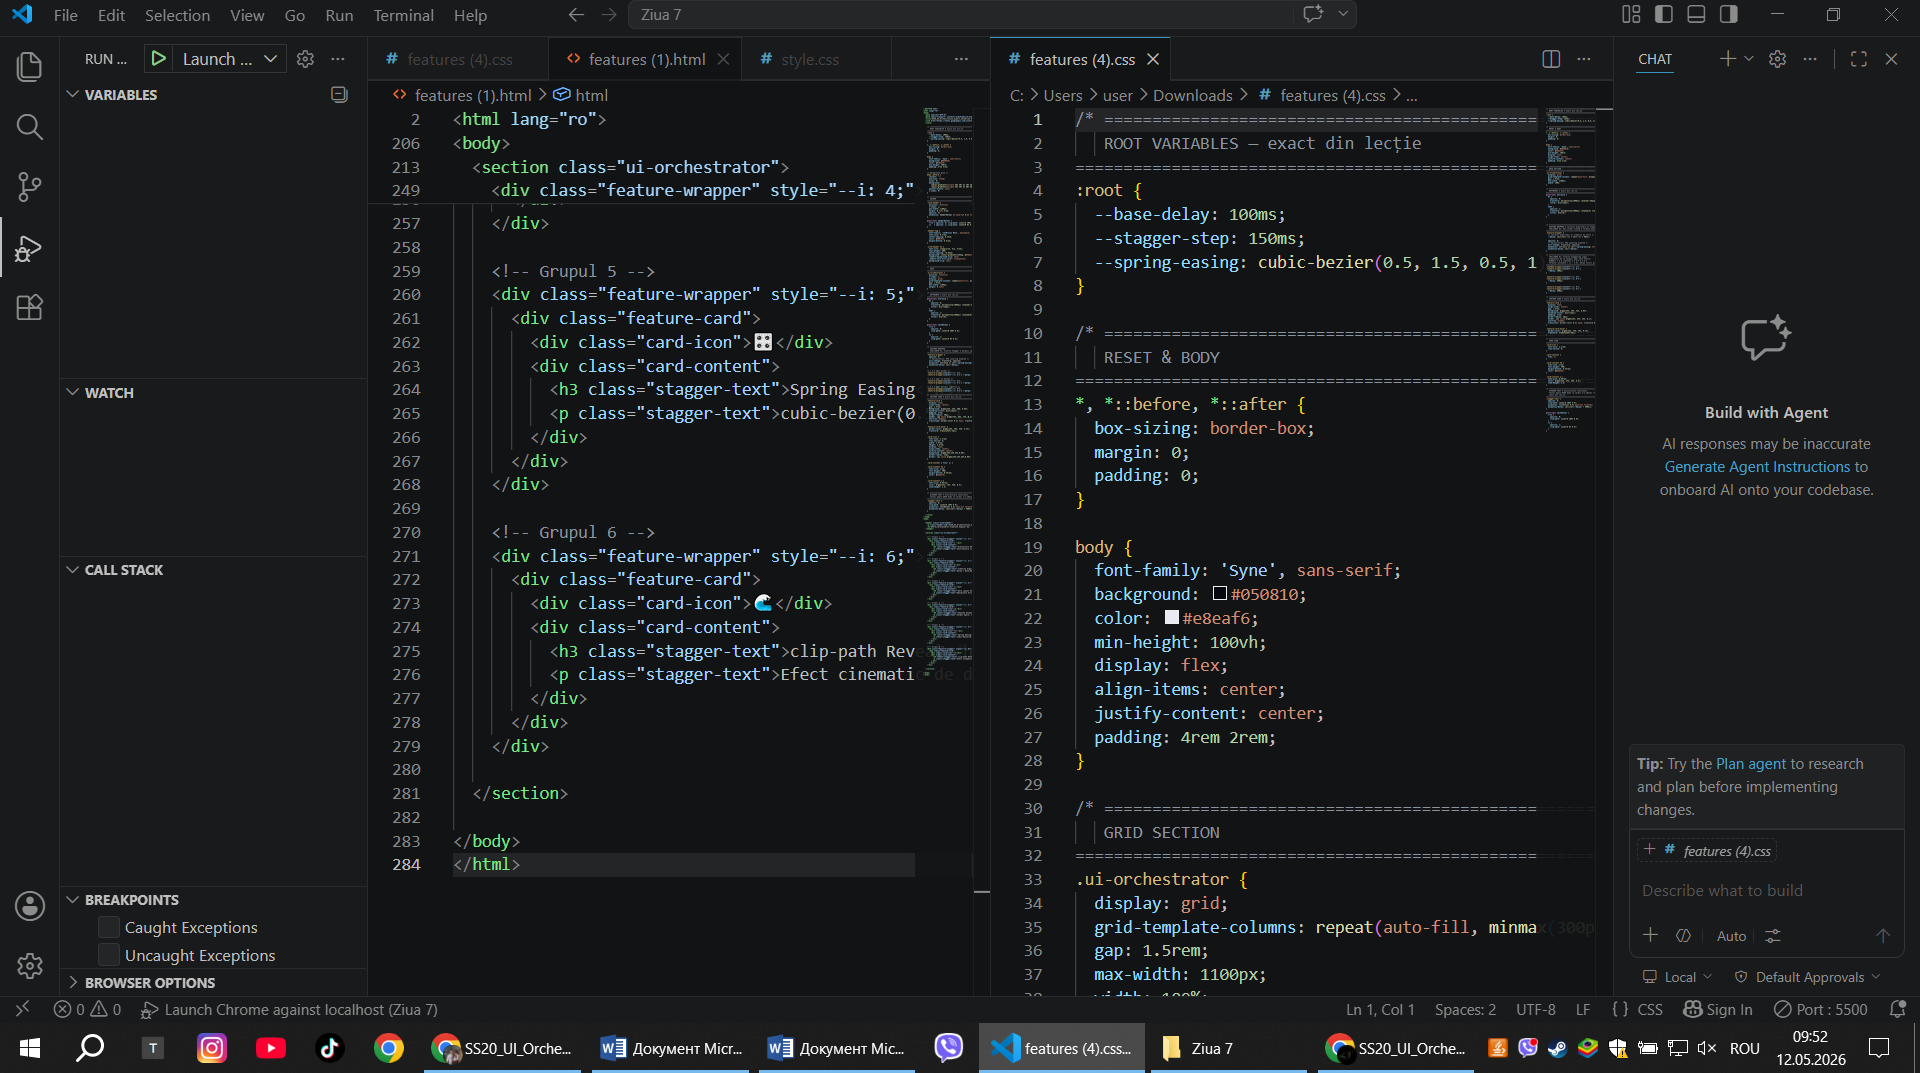 File Edit Selection View Go Run Terminal Help
Ziua 7
RUN ...
Launch ...
features (4).css
features (1).html
style.css
features (4).css
CHAT
VARIABLES
features (1).html > html
C: > Users > user > Downloads > # features (4).css > ...
2 <html lang="ro">
206 <body>
213 <section class="ui-orchestrator">
249 <div class="feature-wrapper" style="--i: 4;"
257 </div>
258
259 <!-- Grupul 5 -->
260 <div class="feature-wrapper" style="--i: 5;"
261 <div class="feature-card">
262 <div class="card-icon">🎛️</div>
263 <div class="card-content">
264 <h3 class="stagger-text">Spring Easing
265 <p class="stagger-text">cubic-bezier(0.
266 </div>
267 </div>
268 </div>
269
270 <!-- Grupul 6 -->
271 <div class="feature-wrapper" style="--i: 6;"
272 <div class="feature-card">
273 <div class="card-icon">🌊</div>
274 <div class="card-content">
275 <h3 class="stagger-text">clip-path Rev
276 <p class="stagger-text">Efect cinematic de d
277 </div>
278 </div>
279 </div>
280
281 </section>
282
283 </body>
284 </html>
1 /* =============================================
2 ROOT VARIABLES — exact din lecție
3 ================================================
4 :root {
5 --base-delay: 100ms;
6 --stagger-step: 150ms;
7 --spring-easing: cubic-bezier(0.5, 1.5, 0.5, 1
8 }
9
10 /* =============================================
11 RESET & BODY
12 ================================================
13 *, *::before, *::after {
14 box-sizing: border-box;
15 margin: 0;
16 padding: 0;
17 }
18
19 body {
20 font-family: 'Syne', sans-serif;
21 background: #050810;
22 color: #e8eaf6;
23 min-height: 100vh;
24 display: flex;
25 align-items: center;
26 justify-content: center;
27 padding: 4rem 2rem;
28 }
29
30 /* =============================================
31 GRID SECTION
32 ================================================
33 .ui-orchestrator {
34 display: grid;
35 grid-template-columns: repeat(auto-fill, minmax(300p
36 gap: 1.5rem;
37 max-width: 1100px;
38 width: 100%;
WATCH
CALL STACK
BREAKPOINTS
Caught Exceptions
Uncaught Exceptions
BROWSER OPTIONS
Build with Agent
AI responses may be inaccurate
Generate Agent Instructions to
onboard AI onto your codebase.
Tip: Try the Plan agent to research
and plan before implementing
changes.
+ # features (4).css
Describe what to build
Auto
Local
Default Approvals
0 0 Launch Chrome against localhost (Ziua 7)
Ln 1, Col 1 Spaces: 2 UTF-8 LF {} CSS Sign In Port : 5500
T
SS20_UI_Orche...
Документ Micr...
Документ Mic...
features (4).css...
Ziua 7
SS20_UI_Orche...
ROU
09:52
12.05.2026